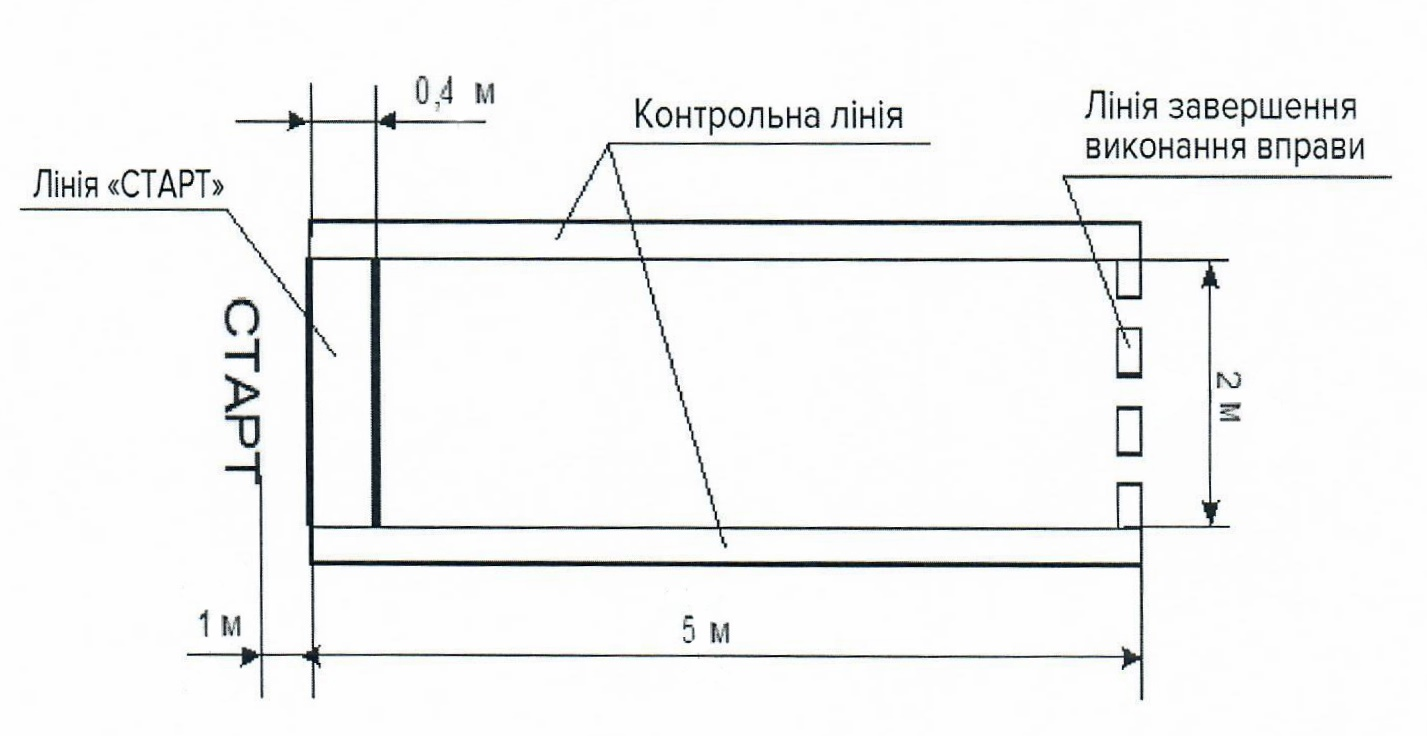 0,4 м
Контрольна лінія
Лінія завершення
виконання вправи
Лінія «СТАРТ»
СТАРТ
2 м
1 м
5 м